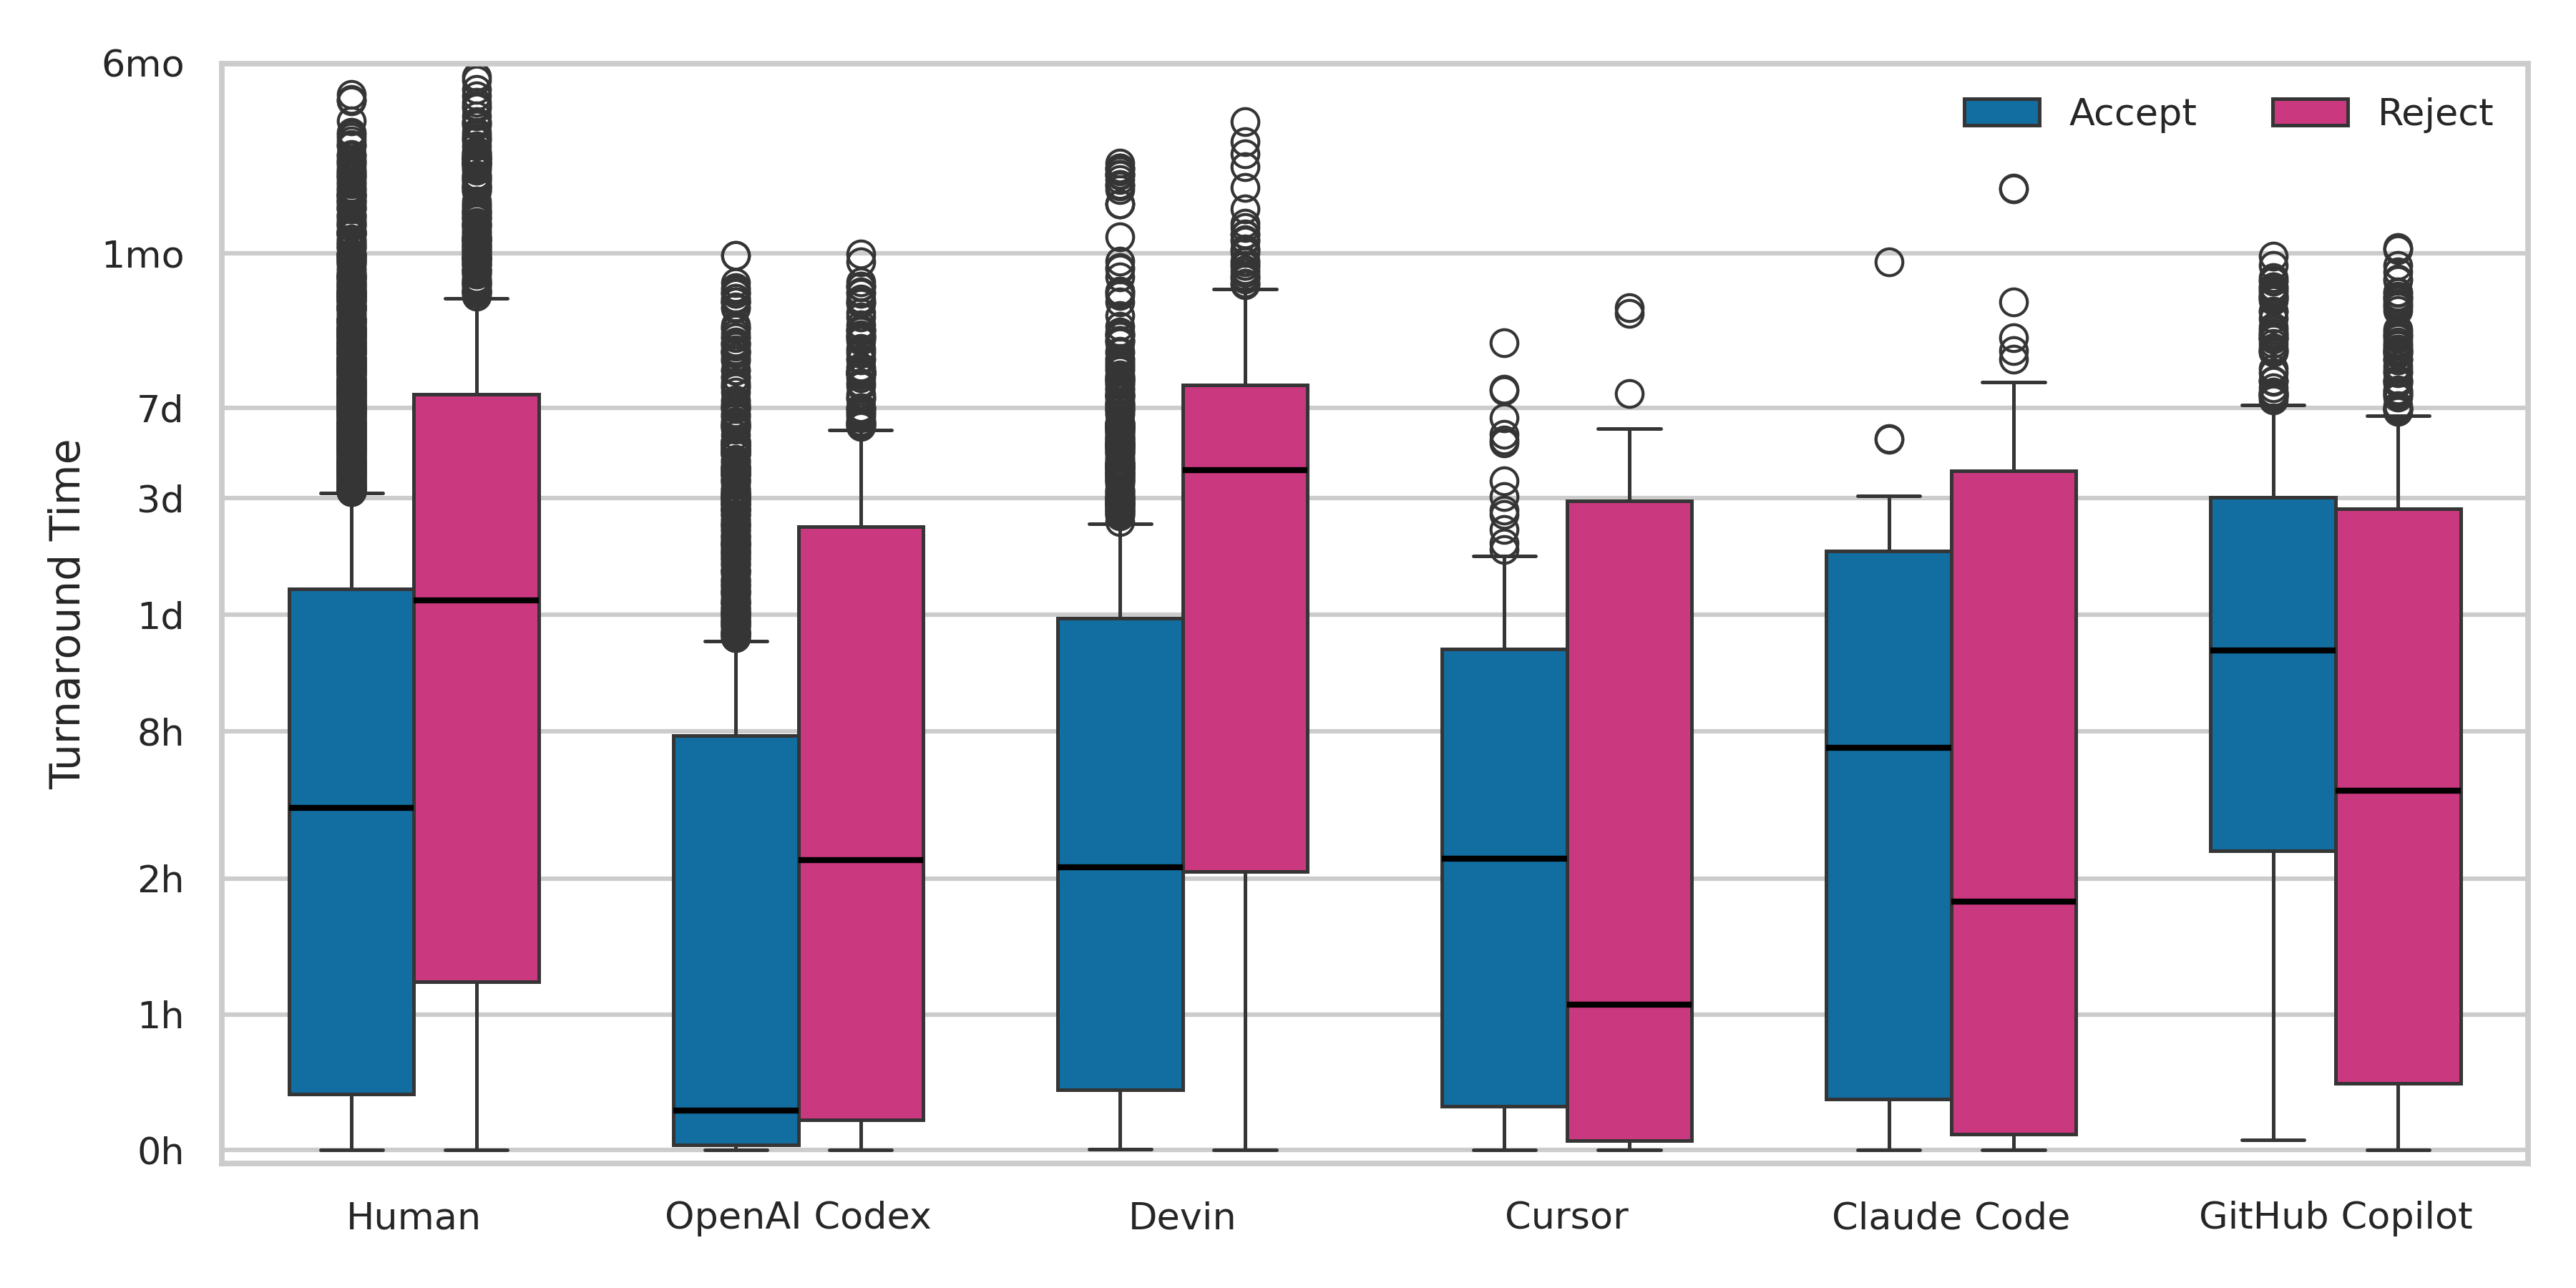 Turnaround Time
6mo
1mo
7d
3d
1d
8h
2h
1h
0h
Accept
Reject
Human
OpenAI Codex
Devin
Cursor
Claude Code
GitHub Copilot